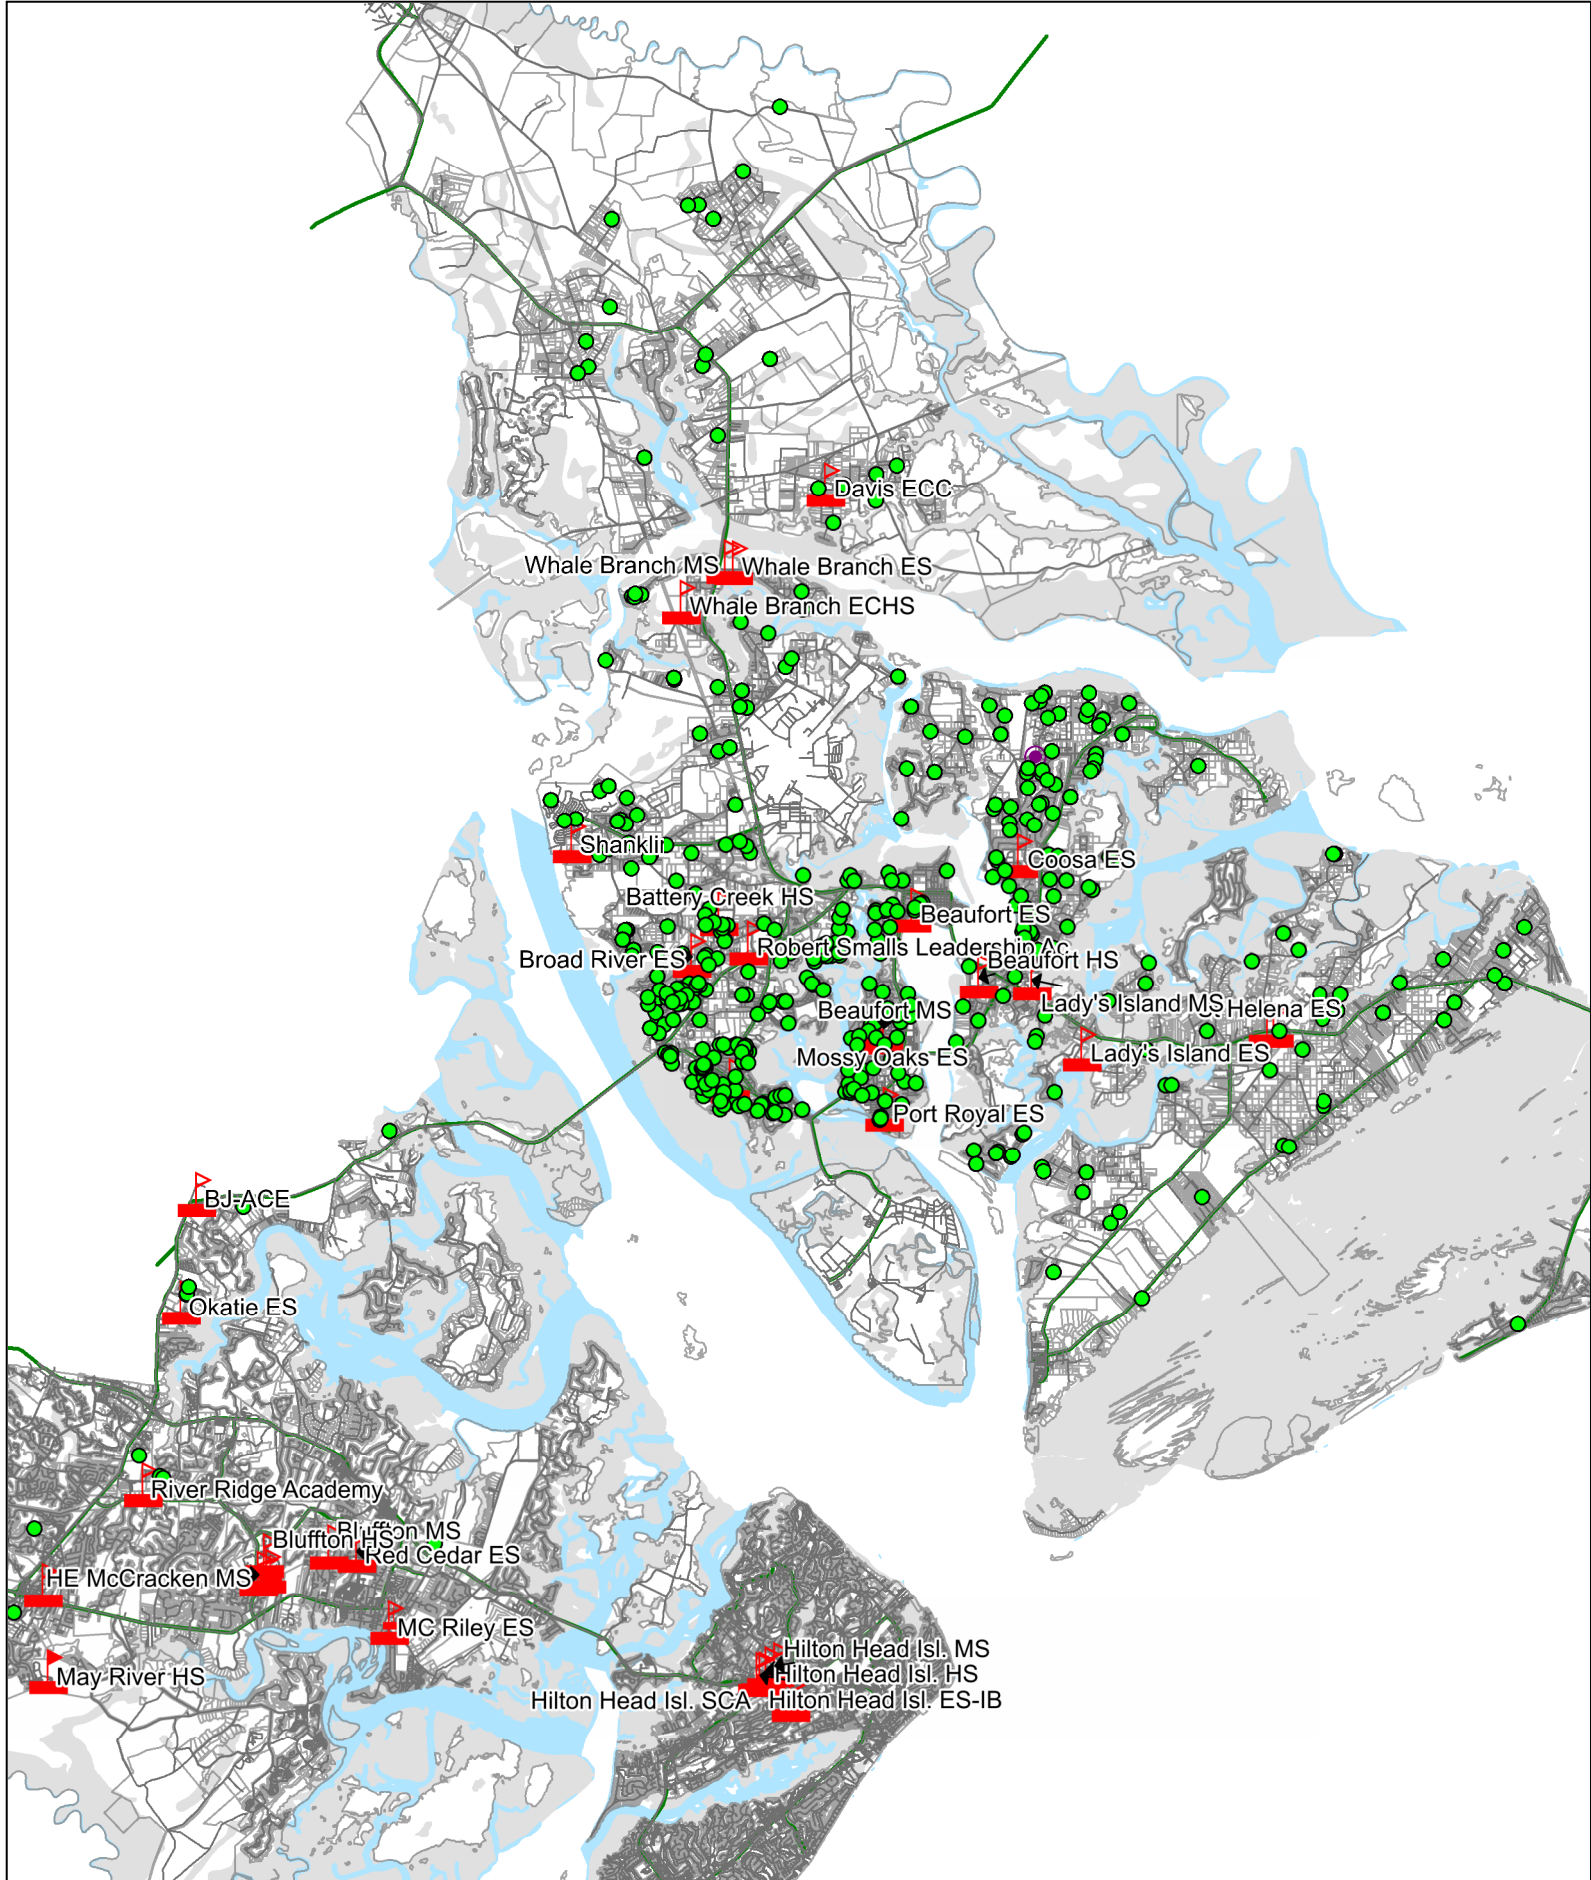 Davis ECC
Whale Branch MS
Whale Branch ES
Whale Branch ECHS
Shanklin
Coosa ES
Battery Creek HS
Beaufort ES
Robert Smalls Leadership Ac
Broad River ES
Beaufort HS
Lady's Island MS
Helena ES
Beaufort MS
Mossy Oaks ES
Lady's Island ES
Port Royal ES
BJ-ACE
Okatie ES
River Ridge Academy
Bluffton MS
Bluffton HS
Red Cedar ES
HE McCracken MS
MC Riley ES
Hilton Head Isl. MS
May River HS
Hilton Head Isl. HS
Hilton Head Isl. SCA
Hilton Head Isl. ES-IB